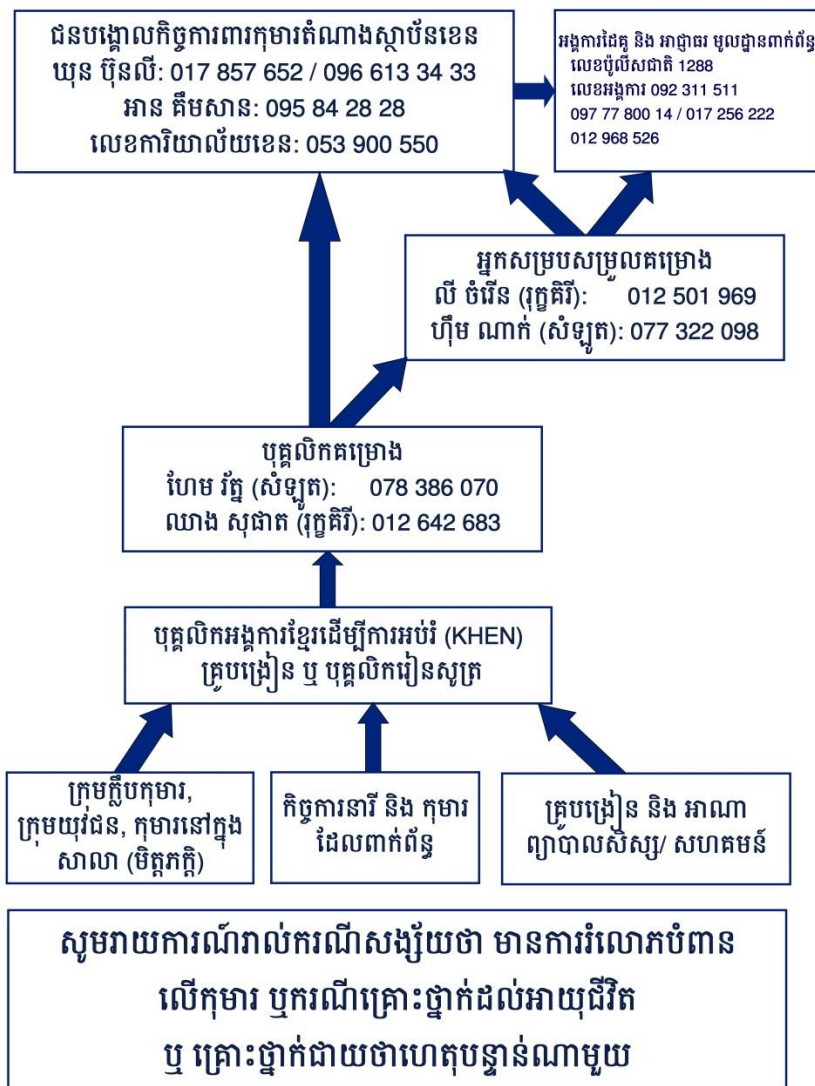 ជនបង្គោលកិច្ចការពារកុមារតំណាងស្ថាប័នខេន
ឃុន ប៊ុនលី: 017 857 652 / 096 613 34 33
អាន គឹមសាន: 095 84 28 28
លេខការិយាល័យខេន: 053 900 550
អង្គការដៃគូ និង អាជ្ញាធរ មូលដ្ឋានពាក់ព័ន្ធ
លេខប៉ូលីសជាតិ 1288
លេខអង្គការ 092 311 511
097 77 800 14 / 017 256 222
012 968 526
អ្នកសម្របសម្រួលគម្រោង
លី ចំរើន (រុក្ខគិរី): 012 501 969
ហ៊ឹម ណាក់ (សំឡូត): 077 322 098
បុគ្គលិកគម្រោង
ហែម រ័ត្ន (សំឡូត): 078 386 070
ឈាង សុផាត (រុក្ខគិរី): 012 642 683
បុគ្គលិកអង្គការខ្មែរដើម្បីការអប់រំ (KHEN)
គ្រូបង្រៀន ឬ បុគ្គលិករៀនសូត្រ
ក្រុមក្លឹបកុមារ,
ក្រុមយុវជន, កុមារនៅក្នុង
សាលា (មិត្តភក្តិ)
កិច្ចការនារី និង កុមារ
ដែលពាក់ព័ន្ធ
គ្រូបង្រៀន និង អាណា
ព្យាបាលសិស្ស/ សហគមន៍
សូមរាយការណ៍រាល់ករណីសង្ស័យថា មានការរំលោភបំពាន
លើកុមារ ឬករណីគ្រោះថ្នាក់ដល់អាយុជីវិត
ឬ គ្រោះថ្នាក់ជាយថាហេតុបន្ទាន់ណាមួយ